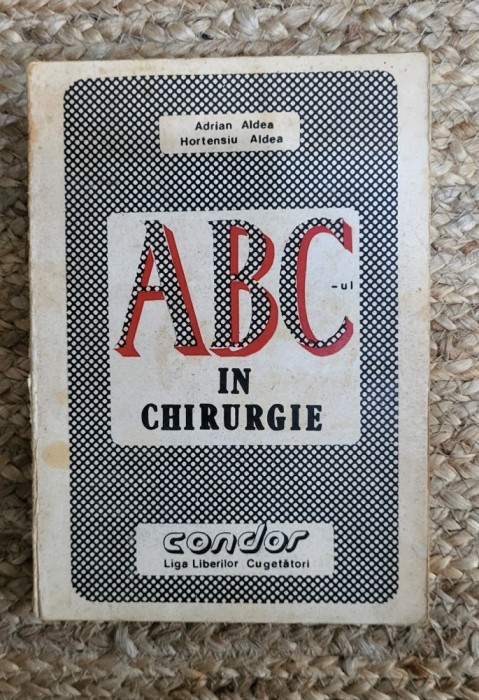 Adrian Aldea
Hortensiu Aldea
ABC
-ul
IN
CHIRURGIE
condor
Liga Liberilor Cugetători